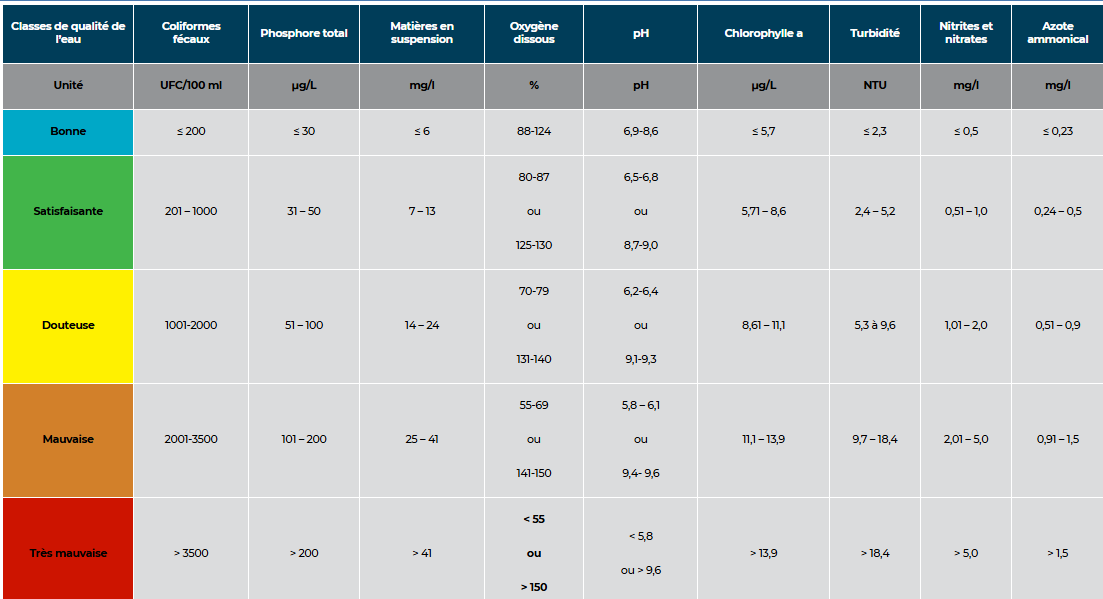 Classes de qualité de l'eau Coliformes fécaux Phosphore total Matières en suspension Oxygène dissous pH Chlorophylle a Turbidité Nitrites et nitrates Azote ammonical
Unité UFC/100 ml µg/L mg/l % pH µg/L NTU mg/l mg/l
Bonne ≤ 200 ≤ 30 ≤ 6 88-124 6,9-8,6 ≤ 5,7 ≤ 2,3 ≤ 0,5 ≤ 0,23
80-87 6,5-6,8
Satisfaisante 201 – 1000 31 – 50 7 – 13 ou ou 5,71 – 8,6 2,4 – 5,2 0,51 – 1,0 0,24 – 0,5
125-130 8,7-9,0
70-79 6,2-6,4
Douteuse 1001-2000 51 – 100 14 – 24 ou ou 8,61 – 11,1 5,3 à 9,6 1,01 – 2,0 0,51 – 0,9
131-140 9,1-9,3
55-69 5,8 – 6,1
Mauvaise 2001-3500 101 – 200 25 – 41 ou ou 11,1 – 13,9 9,7 – 18,4 2,01 – 5,0 0,91 – 1,5
141-150 9,4- 9,6
< 55 < 5,8
Très mauvaise > 3500 > 200 > 41 ou > 13,9 > 18,4 > 5,0 > 1,5
> 150 ou > 9,6